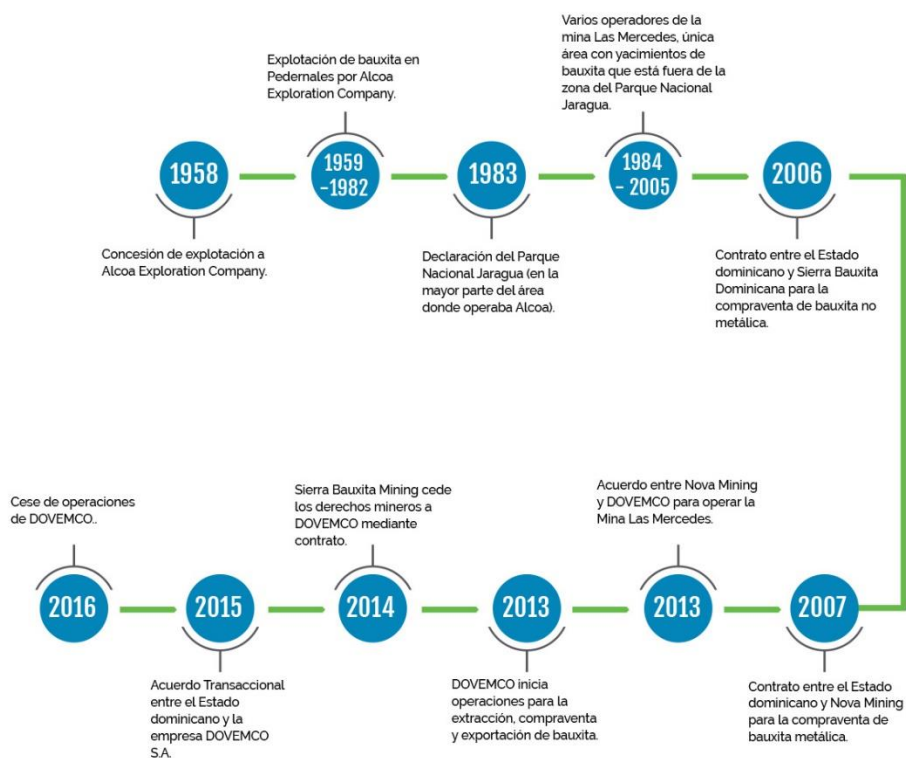 1958
Concesión de explotación a
Alcoa Exploration Company.
Explotación de bauxita en
Pedernales por Alcoa
Exploration Company.
1959
-1982
1983
Declaración del Parque
Nacional Jaragua (en la
mayor parte del área
donde operaba Alcoa).
Varios operadores de la
mina Las Mercedes, única
área con yacimientos de
bauxita que está fuera de la
zona del Parque Nacional
Jaragua.
1984
- 2005
2006
Contrato entre el Estado
dominicano y Sierra Bauxita
Dominicana para la
compraventa de bauxita no
metálica.
2007
Contrato entre el Estado
dominicano y Nova Mining
para la compraventa de
bauxita metálica.
Acuerdo entre Nova Mining
y DOVEMCO para operar la
Mina Las Mercedes.
2013
2013
DOVEMCO inicia
operaciones para la
extracción, compraventa
y exportación de bauxita.
Sierra Bauxita Mining cede
los derechos mineros a
DOVEMCO mediante
contrato.
2014
2015
Acuerdo Transaccional
entre el Estado
dominicano y la
empresa DOVEMCO
S.A.
Cese de operaciones
de DOVEMCO..
2016